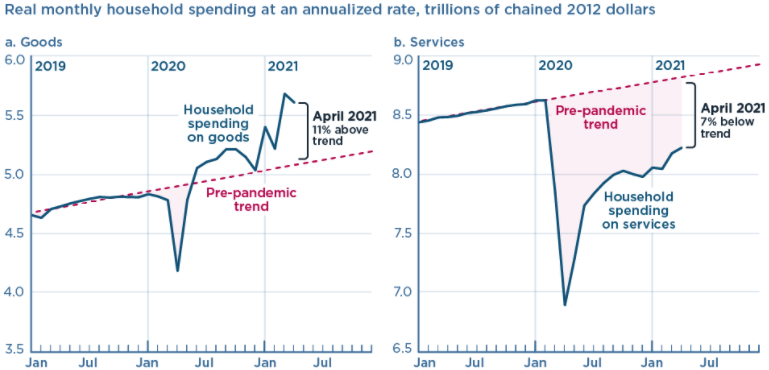 Real monthly household spending at an annualized rate, trillions of chained 2012 dollars
a. Goods
6.0
2019
2020
2021
5.5
Household
spending
on goods
April 2021
11% above
trend
5.0
Pre-pandemic
trend
4.5
4.0
3.5
Jan
Jul
Jan
Jul
Jan
Jul
b. Services
9.0
2019
2020
2021
Pre-pandemic
trend
April 2021
7% below
trend
8.5
8.0
Household
spending
on services
7.5
7.0
6.5
Jan
Jul
Jan
Jul
Jan
Jul